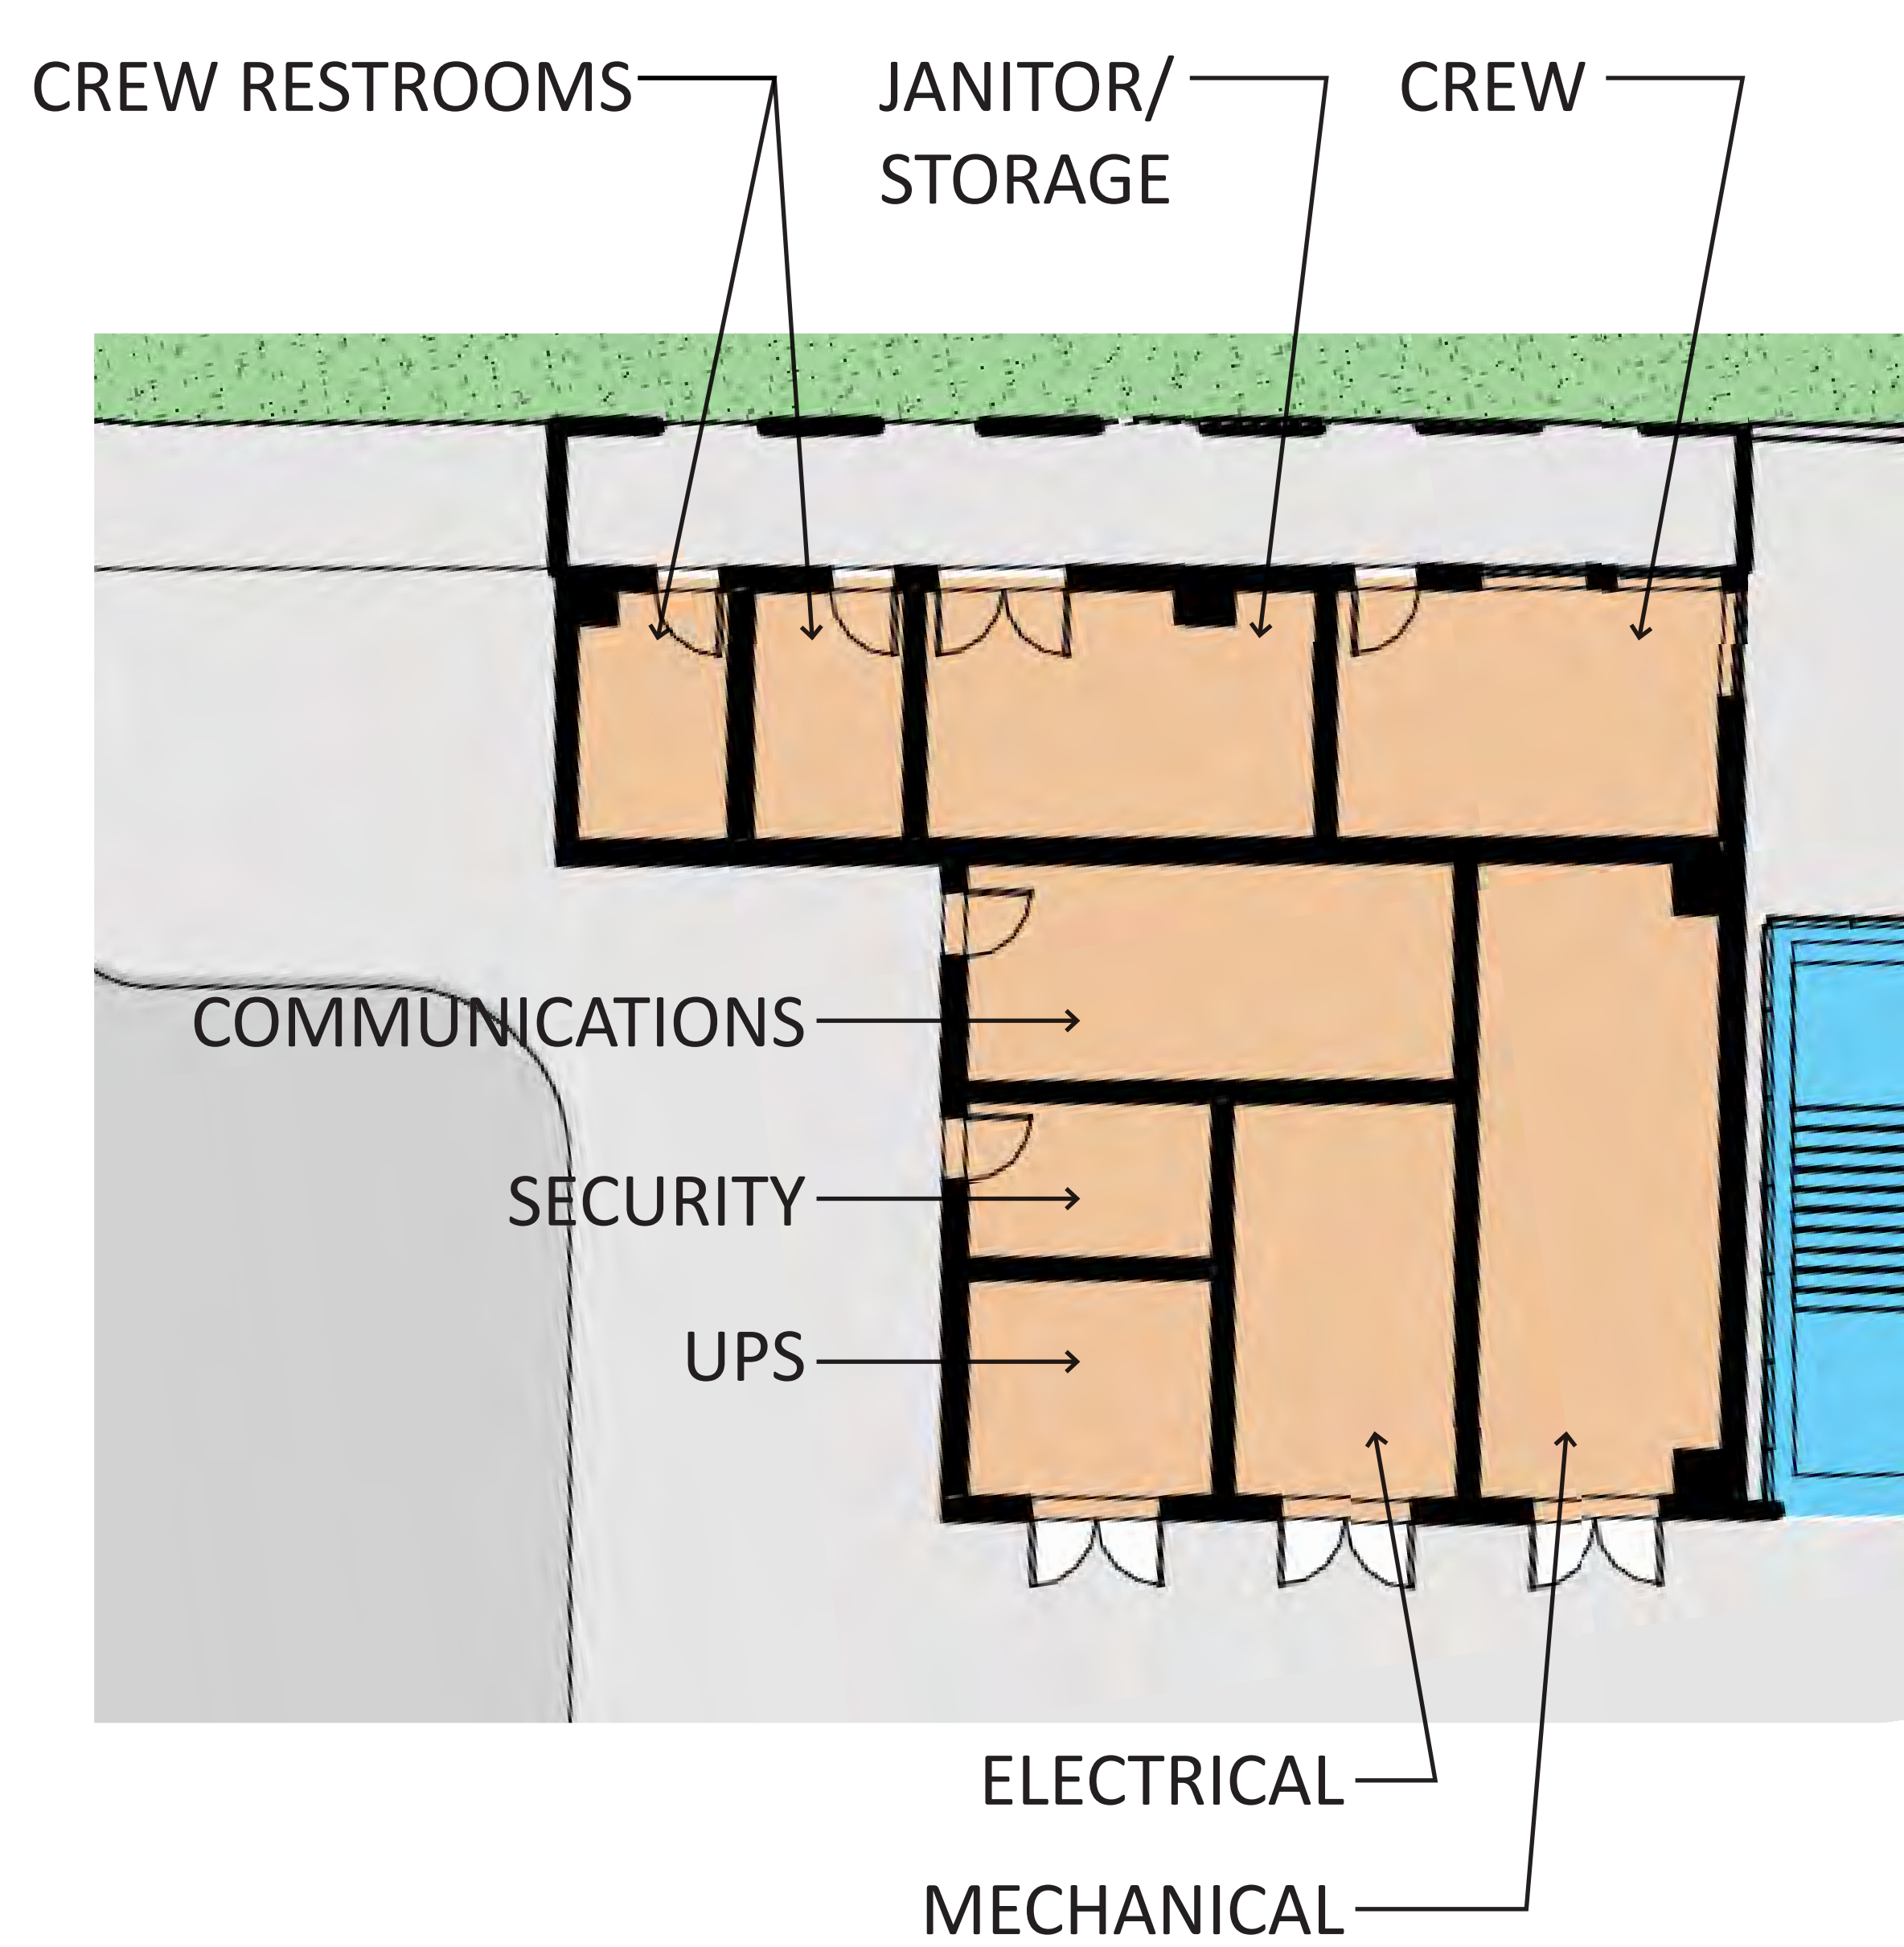 CREW RESTROOMS
JANITOR/
STORAGE
CREW
COMMUNICATIONS
SECURITY
UPS
ELECTRICAL
MECHANICAL